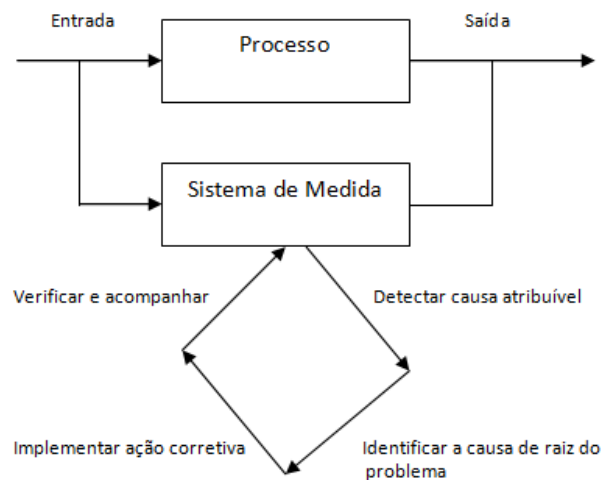 Entrada
Processo
Saída
Sistema de Medida
Verificar e acompanhar
Detectar causa atribuível
Implementar ação corretiva
Identificar a causa de raiz do
problema